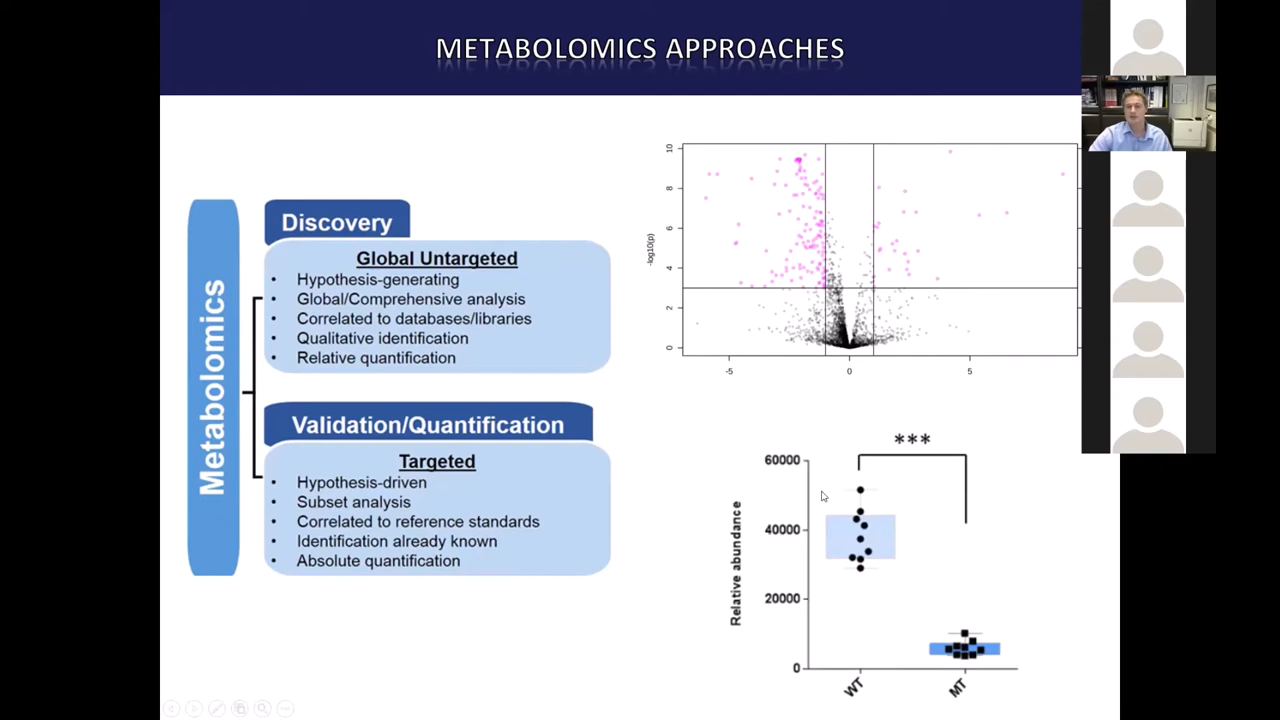 METABOLOMICS APPROACHES
Metabolomics
Discovery
Global Untargeted
• Hypothesis-generating
• Global/Comprehensive analysis
• Correlated to databases/libraries
• Qualitative identification
• Relative quantification
Validation/Quantification
Targeted
• Hypothesis-driven
• Subset analysis
• Correlated to reference standards
• Identification already known
• Absolute quantification
-log10(p)
10
8
6
4
2
0
-5 0 5
***
Relative abundance
60000
40000
20000
0
WT MT